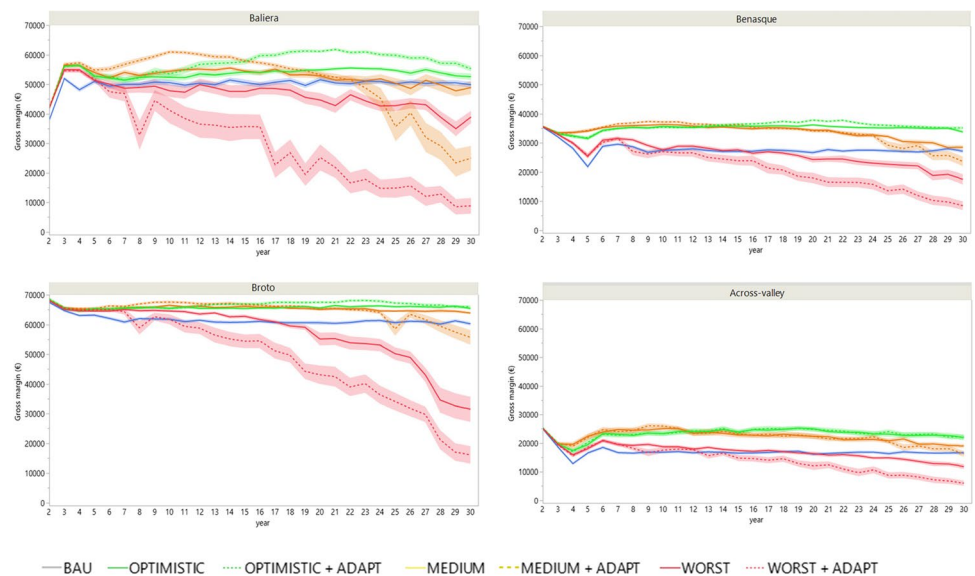 Baliera
Gross margin (€)
70000
60000
50000
40000
30000
20000
10000
0
2 3 4 5 6 7 8 9 10 11 12 13 14 15 16 17 18 19 20 21 22 23 24 25 26 27 28 29 30
year
Benasque
Gross margin (€)
70000
60000
50000
40000
30000
20000
10000
0
2 3 4 5 6 7 8 9 10 11 12 13 14 15 16 17 18 19 20 21 22 23 24 25 26 27 28 29 30
year
Broto
Gross margin (€)
70000
60000
50000
40000
30000
20000
10000
0
2 3 4 5 6 7 8 9 10 11 12 13 14 15 16 17 18 19 20 21 22 23 24 25 26 27 28 29 30
year
Across-valley
Gross margin (€)
70000
60000
50000
40000
30000
20000
10000
0
2 3 4 5 6 7 8 9 10 11 12 13 14 15 16 17 18 19 20 21 22 23 24 25 26 27 28 29 30
year
BAU OPTIMISTIC OPTIMISTIC + ADAPT MEDIUM MEDIUM + ADAPT WORST WORST + ADAPT